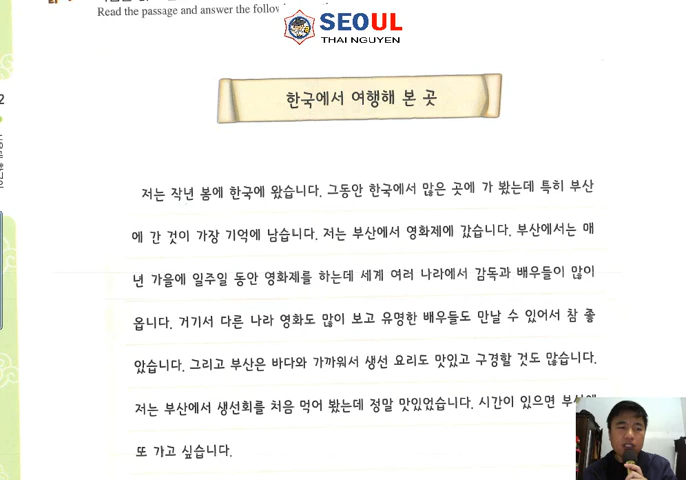 Read the passage and answer the follow
SEOUL
THAI NGUYEN
한국에서 여행해 본 곳
2
저는 작년 봄에 한국에 왔습니다. 그동안 한국에서 많은 곳에 가 봤는데 특히 부산
에 간 것이 가장 기억에 남습니다. 저는 부산에서 영화제에 갔습니다. 부산에서는 매
년 가을에 일주일 동안 영화제를 하는데 세계 여러 나라에서 감독과 배우들이 많이
옵니다. 거기서 다른 나라 영화도 많이 보고 유명한 배우들도 만날 수 있어서 참 좋
았습니다. 그리고 부산은 바다와 가까워서 생선 요리도 맛있고 구경할 것도 많습니다.
저는 부산에서 생선회를 처음 먹어 봤는데 정말 맛있었습니다. 시간이 있으면
또 가고 싶습니다.